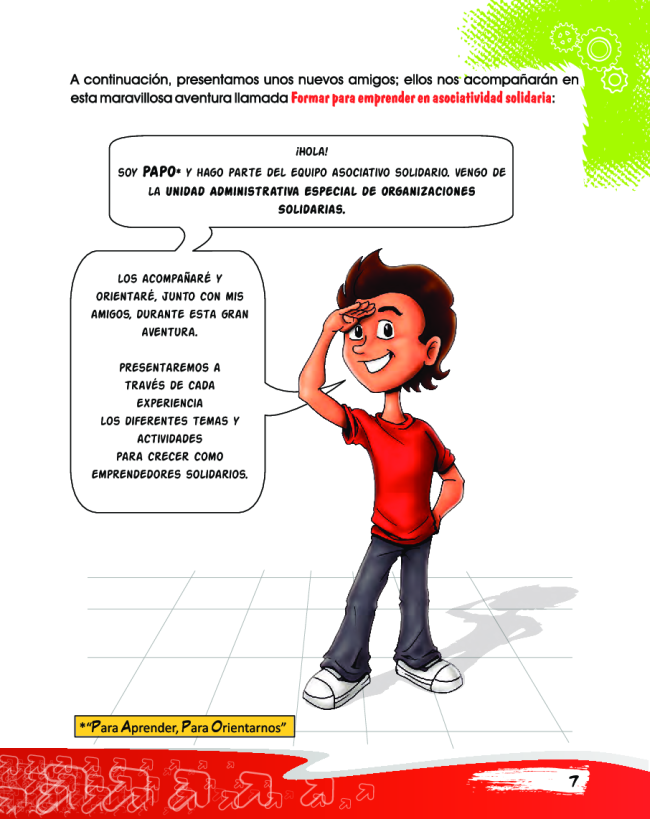 A continuación, presentamos unos nuevos amigos; ellos nos acompañarán en
esta maravillosa aventura llamada Formar para emprender en asociatividad solidaria:
¡HOLA!
SOY PAPO* Y HAGO PARTE DEL EQUIPO ASOCIATIVO SOLIDARIO. VENGO DE
LA UNIDAD ADMINISTRATIVA ESPECIAL DE ORGANIZACIONES
SOLIDARIAS.
LOS ACOMPAÑARÉ Y
ORIENTARÉ, JUNTO CON MIS
AMIGOS, DURANTE ESTA GRAN
AVENTURA.
PRESENTAREMOS A
TRAVÉS DE CADA
EXPERIENCIA
LOS DIFERENTES TEMAS Y
ACTIVIDADES
PARA CRECER COMO
EMPRENDEDORES SOLIDARIOS.
*"Para Aprender, Para Orientarnos"
7